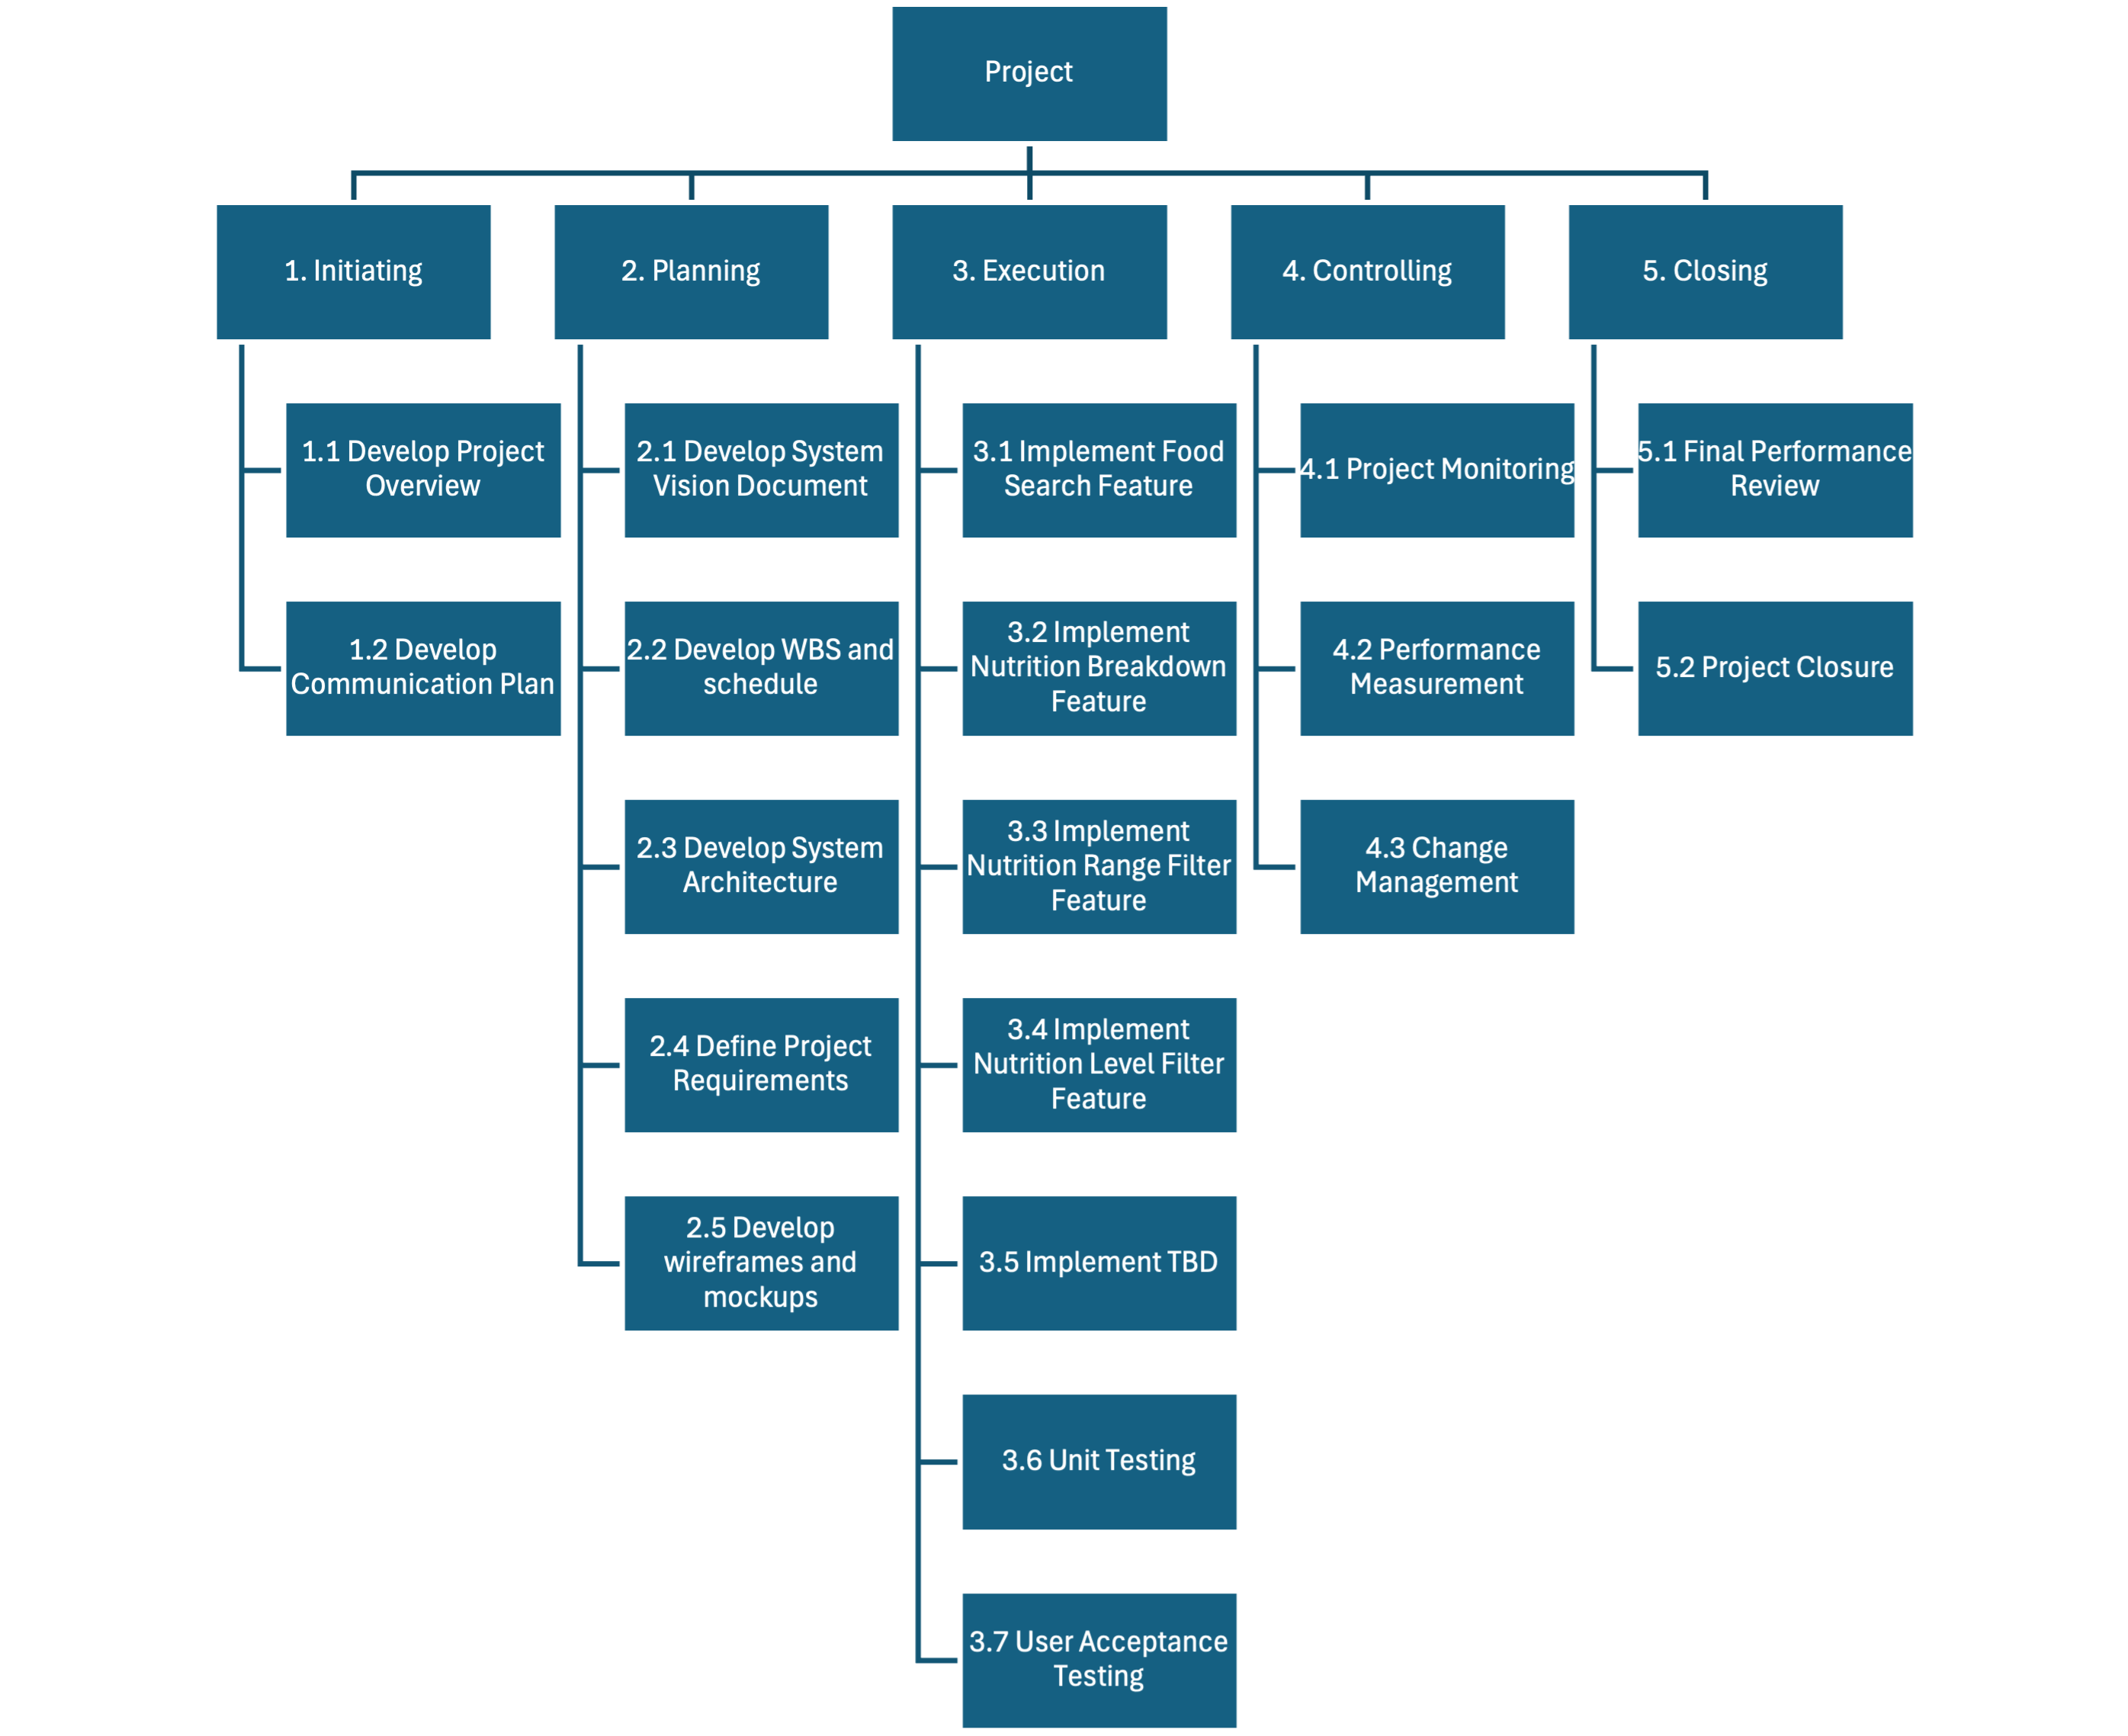 Project
1. Initiating
2. Planning
3. Execution
4. Controlling
5. Closing
1.1 Develop Project
Overview
1.2 Develop
Communication Plan
2.1 Develop System
Vision Document
2.2 Develop WBS and
schedule
2.3 Develop System
Architecture
2.4 Define Project
Requirements
2.5 Develop
wireframes and
mockups
3.1 Implement Food
Search Feature
3.2 Implement
Nutrition Breakdown
Feature
3.3 Implement
Nutrition Range Filter
Feature
3.4 Implement
Nutrition Level Filter
Feature
3.5 Implement TBD
3.6 Unit Testing
3.7 User Acceptance
Testing
4.1 Project Monitoring
4.2 Performance
Measurement
4.3 Change
Management
5.1 Final Performance
Review
5.2 Project Closure